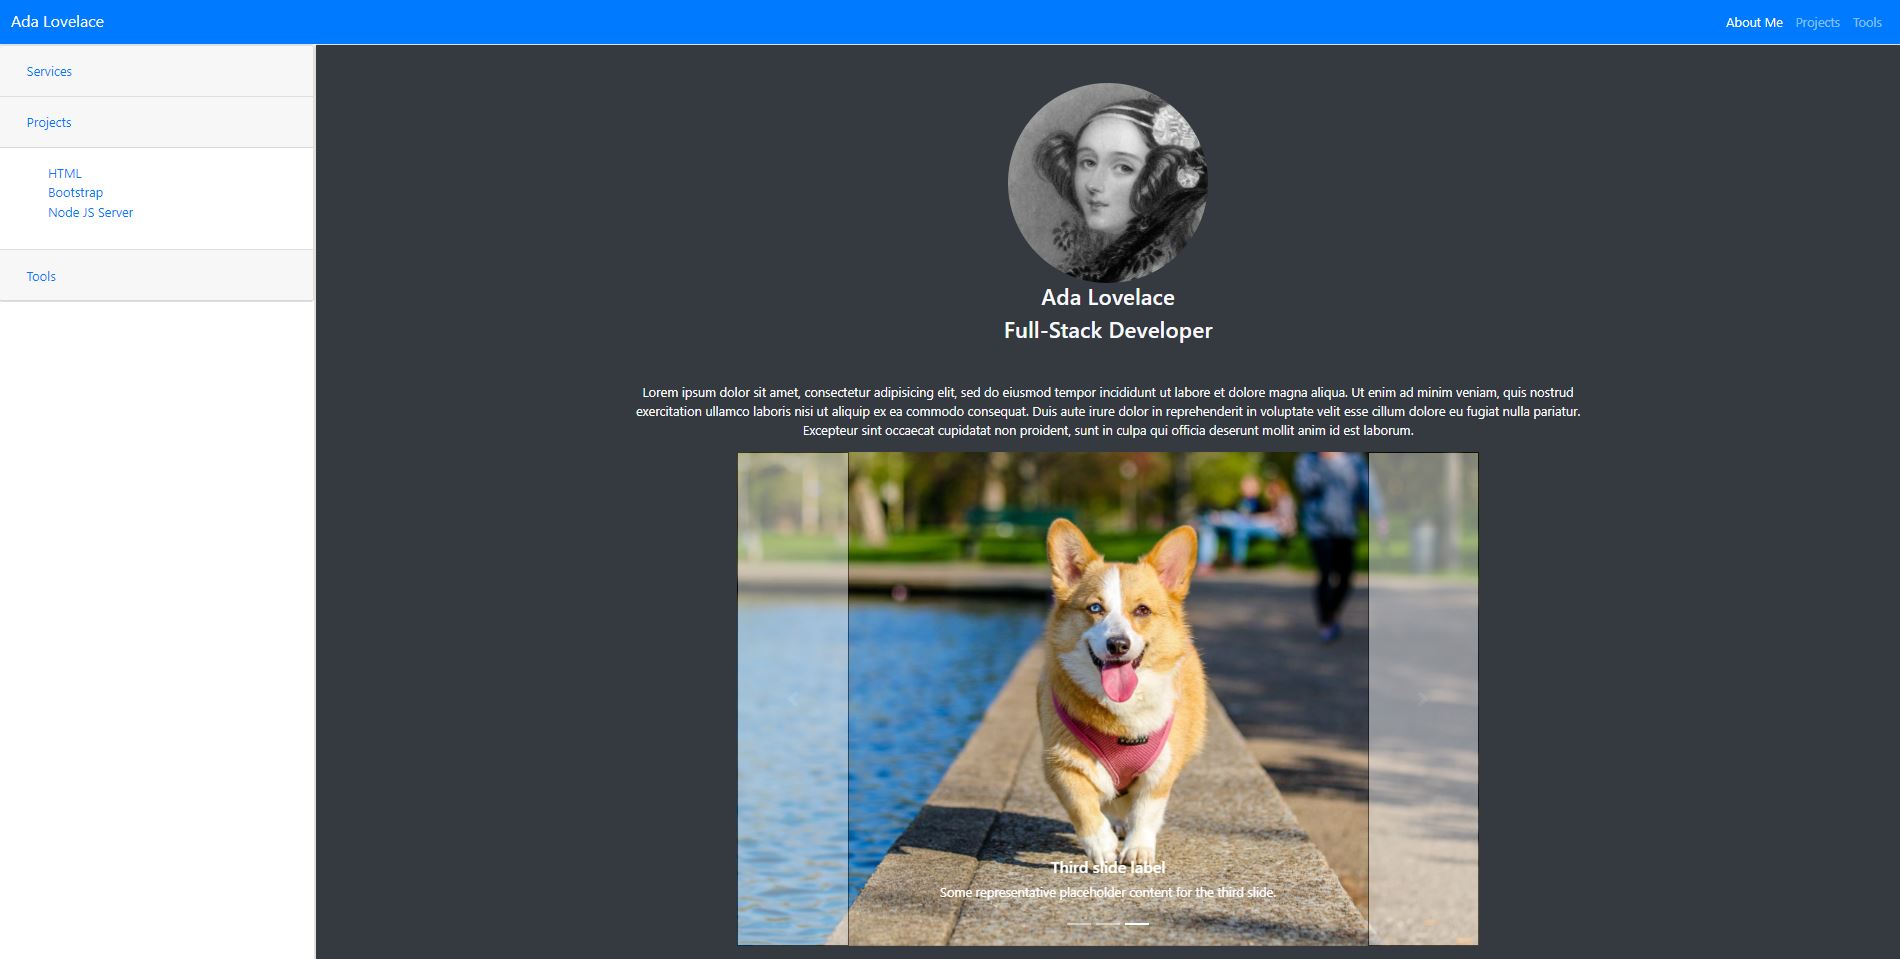 Ada Lovelace
About Me Projects Tools
Services
Projects
HTML
Bootstrap
Node JS Server
Tools
Ada Lovelace
Full-Stack Developer
Lorem ipsum dolor sit amet, consectetur adipisicing elit, sed do eiusmod tempor incididunt ut labore et dolore magna aliqua. Ut enim ad minim veniam, quis nostrud
exercitation ullamco laboris nisi ut aliquip ex ea commodo consequat. Duis aute irure dolor in reprehenderit in voluptate velit esse cillum dolore eu fugiat nulla pariatur.
Excepteur sint occaecat cupidatat non proident, sunt in culpa qui officia deserunt mollit anim id est laborum.
Third slide label
Some representative placeholder content for the third slide.